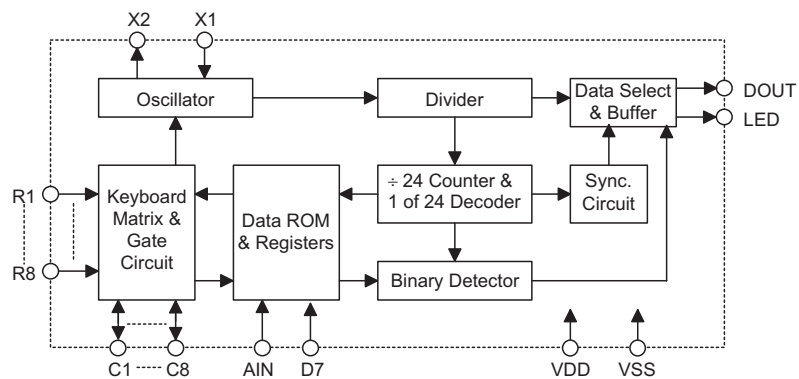 X2
X1
Oscillator
Divider
Data Select
& Buffer
DOUT
LED
R1
R8
Keyboard
Matrix &
Gate
Circuit
Data ROM
& Registers
÷ 24 Counter &
1 of 24 Decoder
Sync.
Circuit
Binary Detector
C1
C8
AIN
D7
VDD
VSS